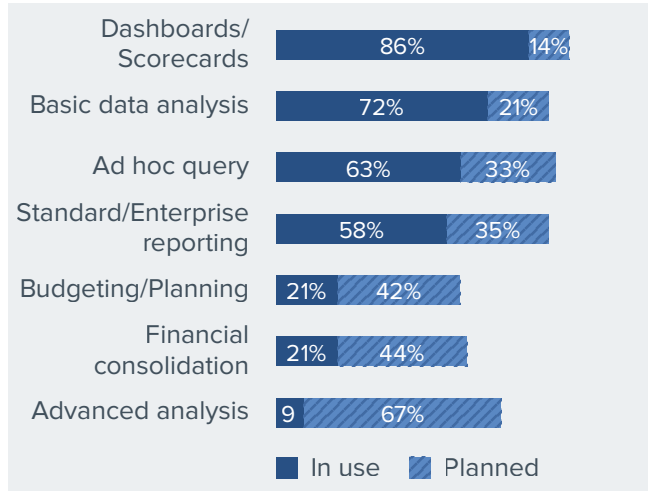 Dashboards/
Scorecards
86% 14%
Basic data analysis
72% 21%
Ad hoc query
63% 33%
Standard/Enterprise
reporting
58% 35%
Budgeting/Planning
21% 42%
Financial
consolidation
21% 44%
Advanced analysis
9 67%
In use Planned